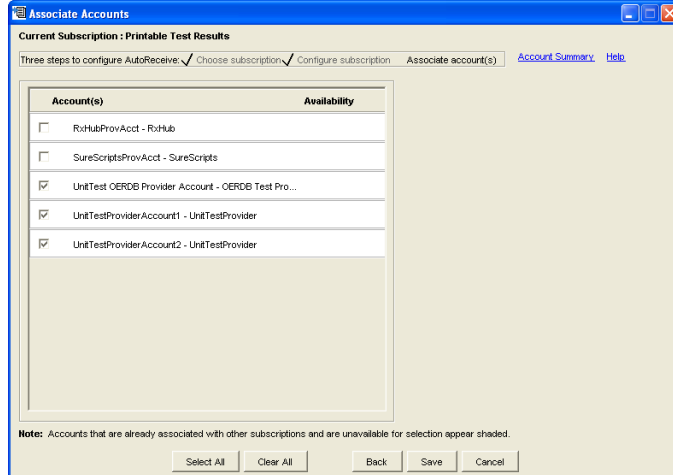 Associate Accounts
Current Subscription : Printable Test Results
Three steps to configure AutoReceive: Choose subscription Configure subscription Associate account(s) Account Summary Help
Account(s) Availability
RxHubProvAcct - RxHub
SureScriptsProvAcct - SureScripts
UnitTest OERDB Provider Account - OERDB Test Pro...
UnitTestProviderAccount1 - UnitTestProvider
UnitTestProviderAccount2 - UnitTestProvider
Note: Accounts that are already associated with other subscriptions and are unavailable for selection appear shaded.
Select All Clear All Back Save Cancel